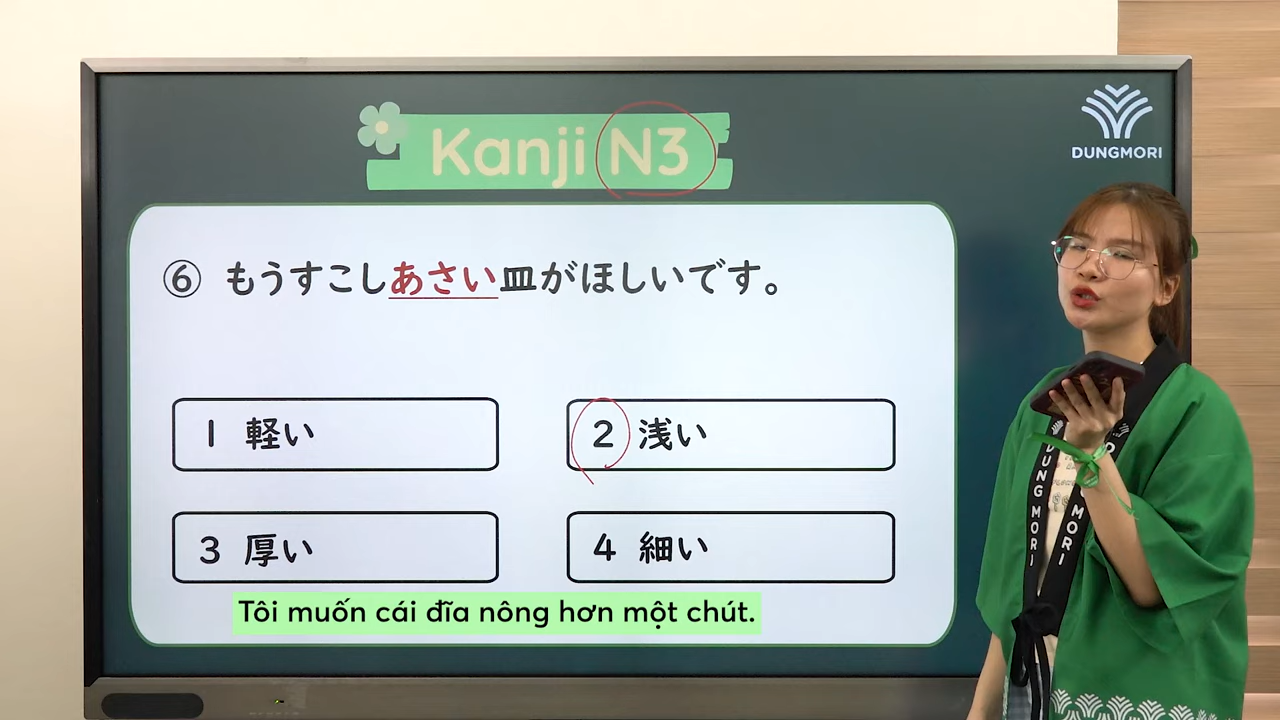 Kanji N3
DUNGMORI
⑥ もうすこしあさい皿がほしいです。
1 軽い
2 浅い
3 厚い
4 細い
Tôi muốn cái đĩa nông hơn một chút.
DUNG MORI
MORI